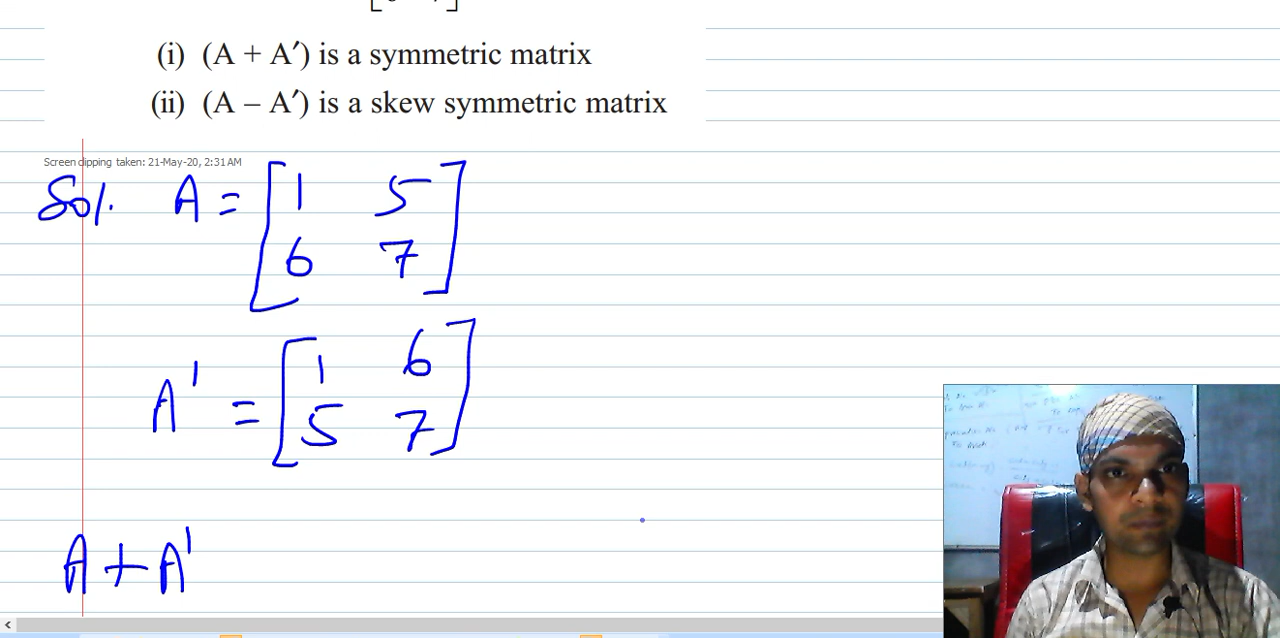 (i) (A + A′) is a symmetric matrix
(ii) (A – A′) is a skew symmetric matrix
Screen clipping taken: 21-May-20, 2:31 AM
Sol. A = [1 5
6 7]
A' = [1 6
5 7]
A + A'